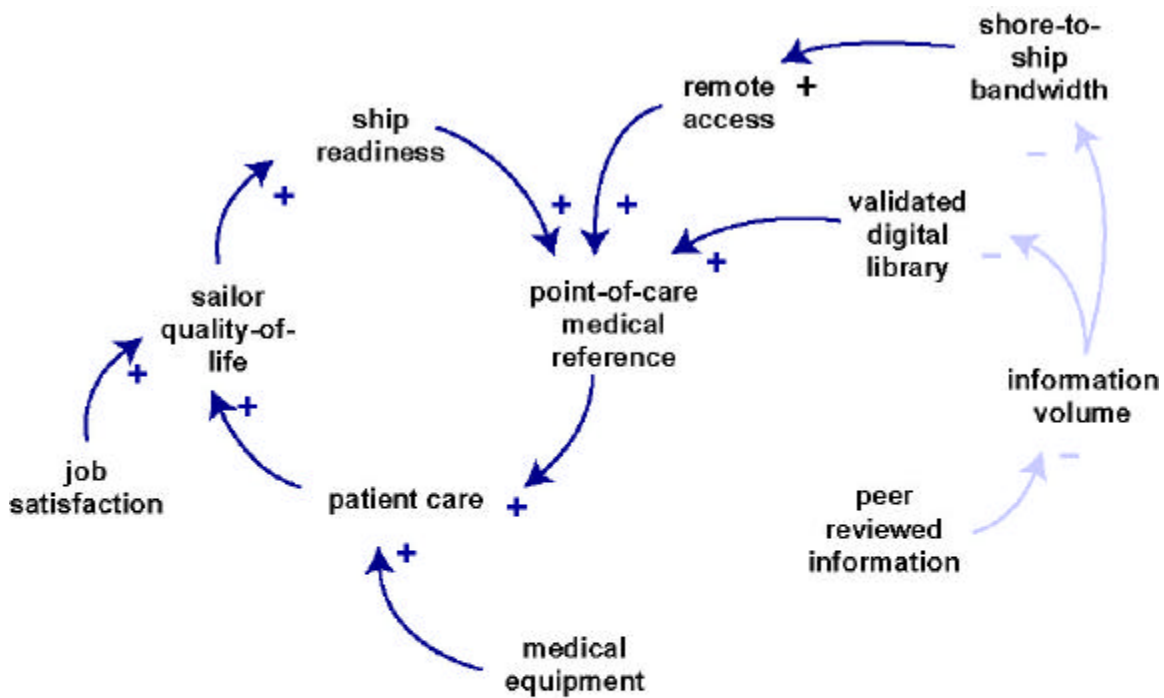 shore-to-
ship
bandwidth
+
remote
access
ship
readiness
+
+
+
–
validated
digital
library
+
–
sailor
quality-of-
life
point-of-care
medical
reference
+
+
information
volume
–
job
satisfaction
patient care
+
peer
reviewed
information
+
medical
equipment